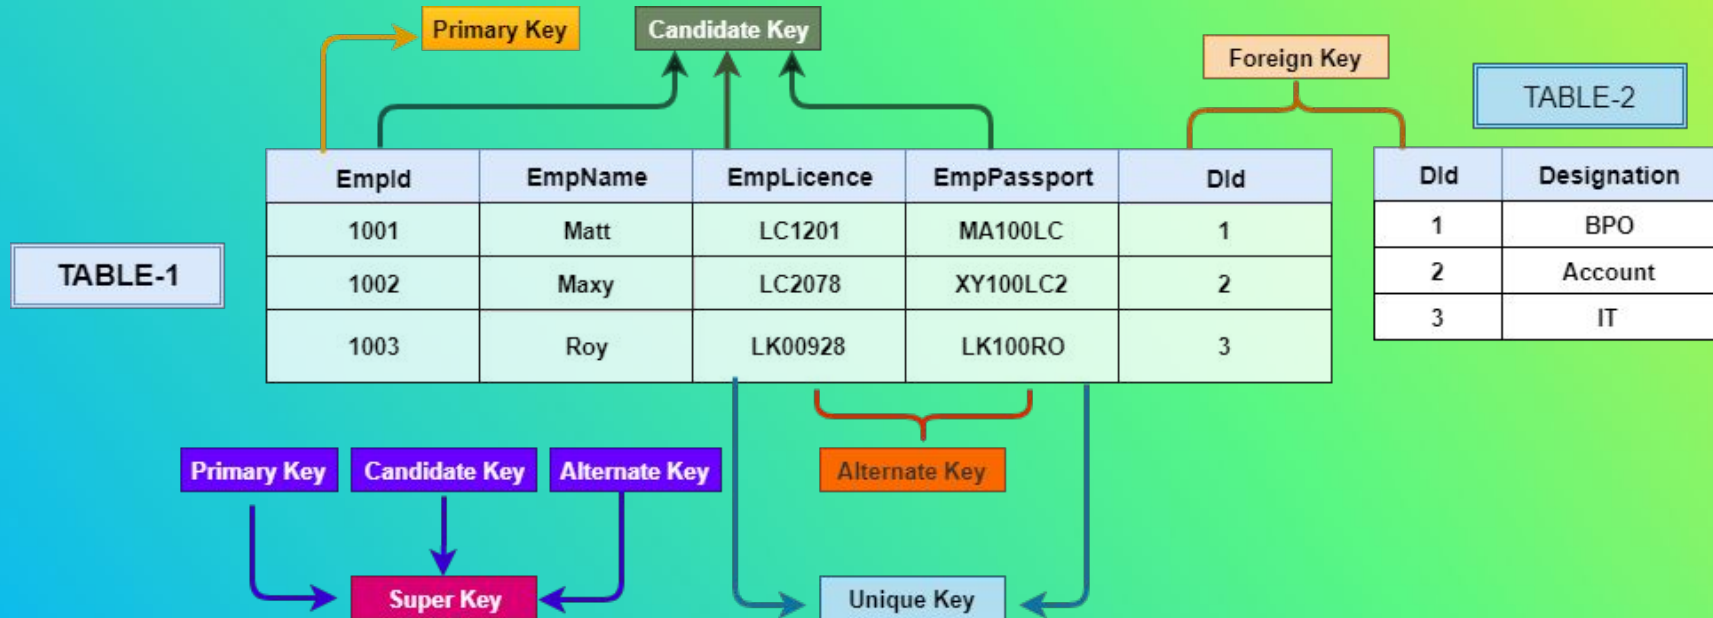 Primary Key
Candidate Key
Foreign Key
TABLE-2
TABLE-1
EmpId EmpName EmpLicence EmpPassport DId
1001 Matt LC1201 MA100LC 1
1002 Maxy LC2078 XY100LC2 2
1003 Roy LK00928 LK100RO 3
DId Designation
1 BPO
2 Account
3 IT
Primary Key
Candidate Key
Alternate Key
Alternate Key
Super Key
Unique Key